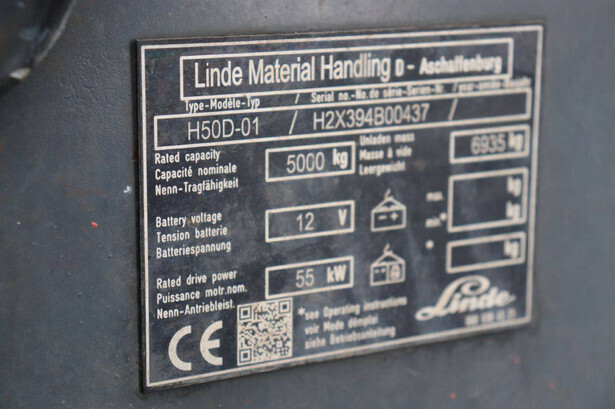 Linde Material Handling D - Aschaffenburg
Type-Modèle-Typ / Serial no.-No.de série-Serien-Nr. /
H50D-01 / H2X394B00437 /
Rated capacity
Capacité nominale
Nenn-Tragfähigkeit
5000 kg
Unladen mass
Masse à vide
Leergewicht
6935 kg
Battery voltage
Tension batterie
Batteriespannung
12 V
- +
max. kg
min.* kg
* kg
Rated drive power
Puissance motr.nom.
Nenn-Antriebleist.
55 kW
CE
*see Operating instructions
voir Mode d'emploi
siehe Betriebsanleitung
Linde